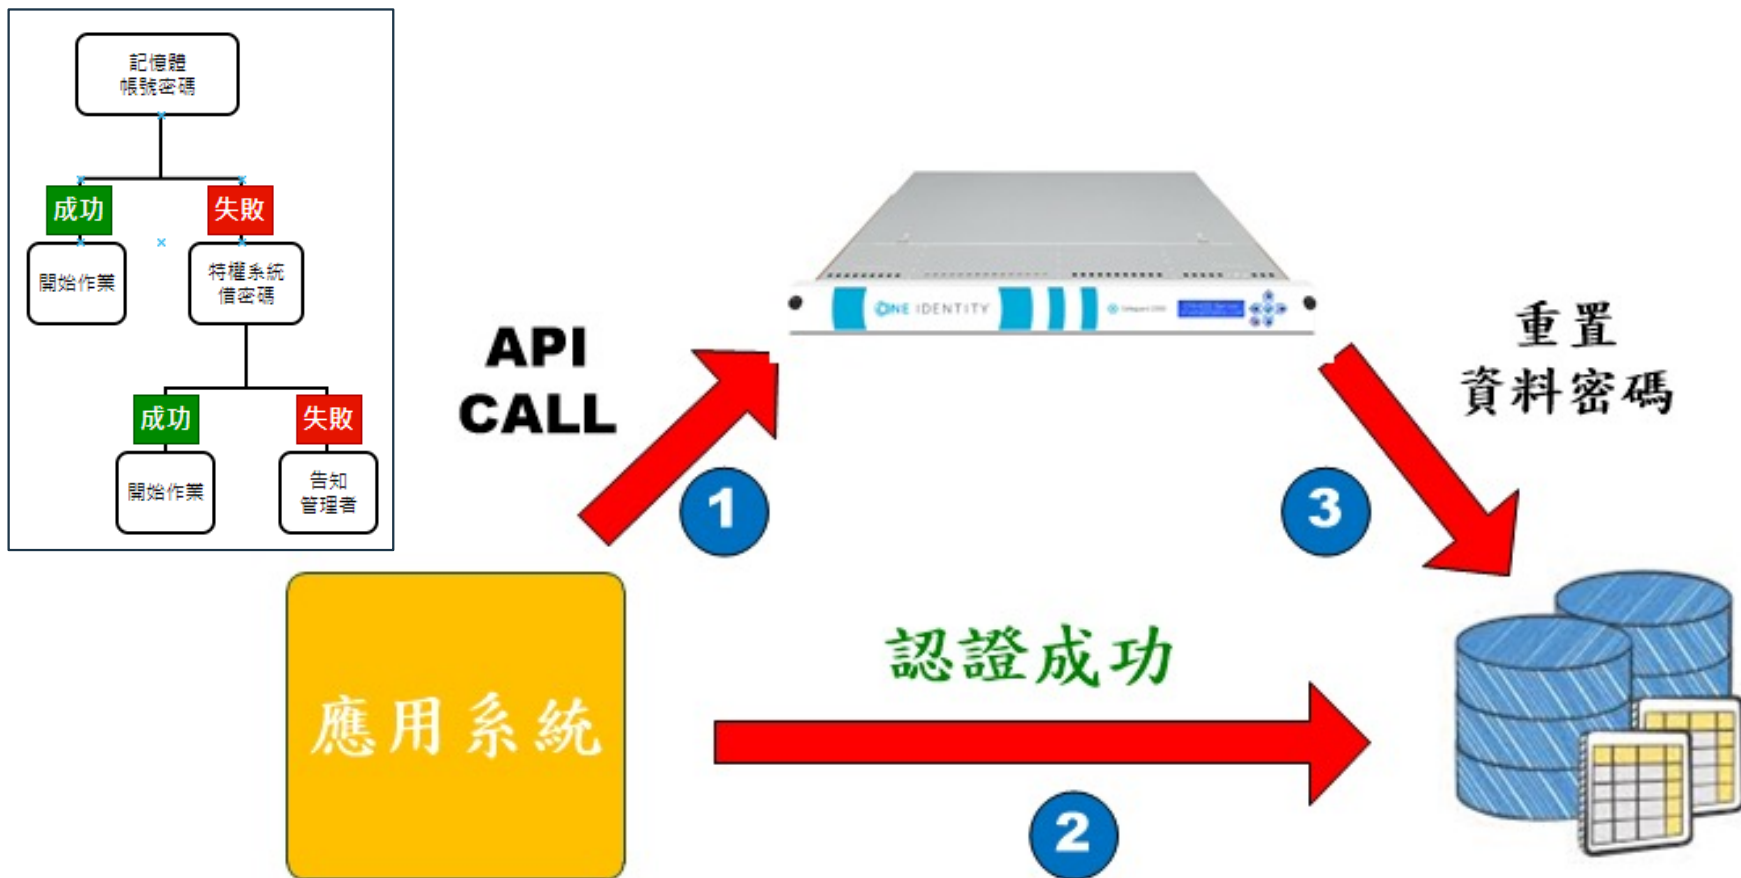 記憶體
帳號密碼
成功
失敗
開始作業
特權系統
借密碼
成功
失敗
開始作業
告知
管理者
API
CALL
1
ONE IDENTITY
重置
資料密碼
3
認證成功
應用系統
2